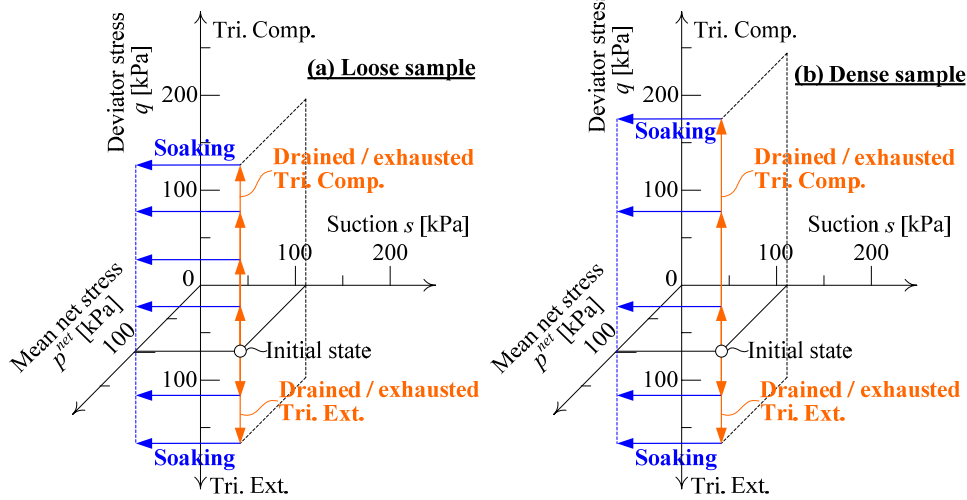 Deviator stress
q [kPa]
Tri. Comp.
(a) Loose sample
200
Soaking
Drained / exhausted
Tri. Comp.
100
Suction s [kPa]
0
100
200
Mean net stress
p^net [kPa]
100
Initial state
100
Drained / exhausted
Tri. Ext.
Soaking
Tri. Ext.
Deviator stress
q [kPa]
Tri. Comp.
(b) Dense sample
200
Soaking
Drained / exhausted
Tri. Comp.
100
Suction s [kPa]
0
100
200
Mean net stress
p^net [kPa]
100
Initial state
100
Drained / exhausted
Tri. Ext.
Soaking
Tri. Ext.